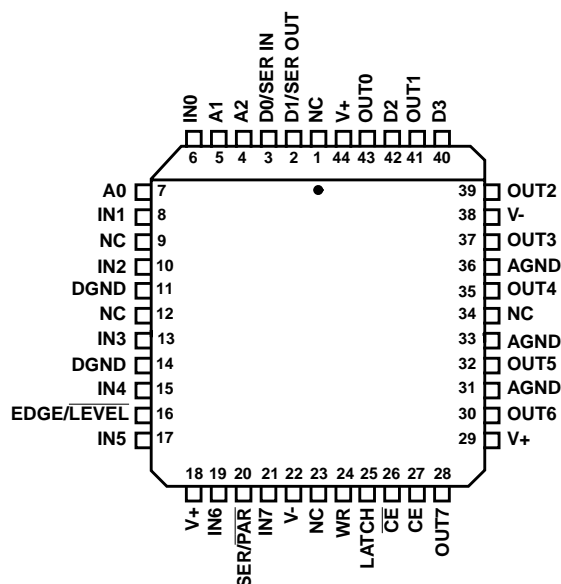 IN0 A1 A2 D0/SER IN D1/SER OUT NC V+ OUT0 D2 OUT1 D3
6 5 4 3 2 1 44 43 42 41 40
A0 7
IN1 8
NC 9
IN2 10
DGND 11
NC 12
IN3 13
DGND 14
IN4 15
EDGE/L̅E̅V̅E̅L̅ 16
IN5 17
39 OUT2
38 V-
37 OUT3
36 AGND
35 OUT4
34 NC
33 AGND
32 OUT5
31 AGND
30 OUT6
29 V+
18 19 20 21 22 23 24 25 26 27 28
V+ IN6 SER/P̅A̅R̅ IN7 V- NC WR LATCH C̅E̅ CE OUT7